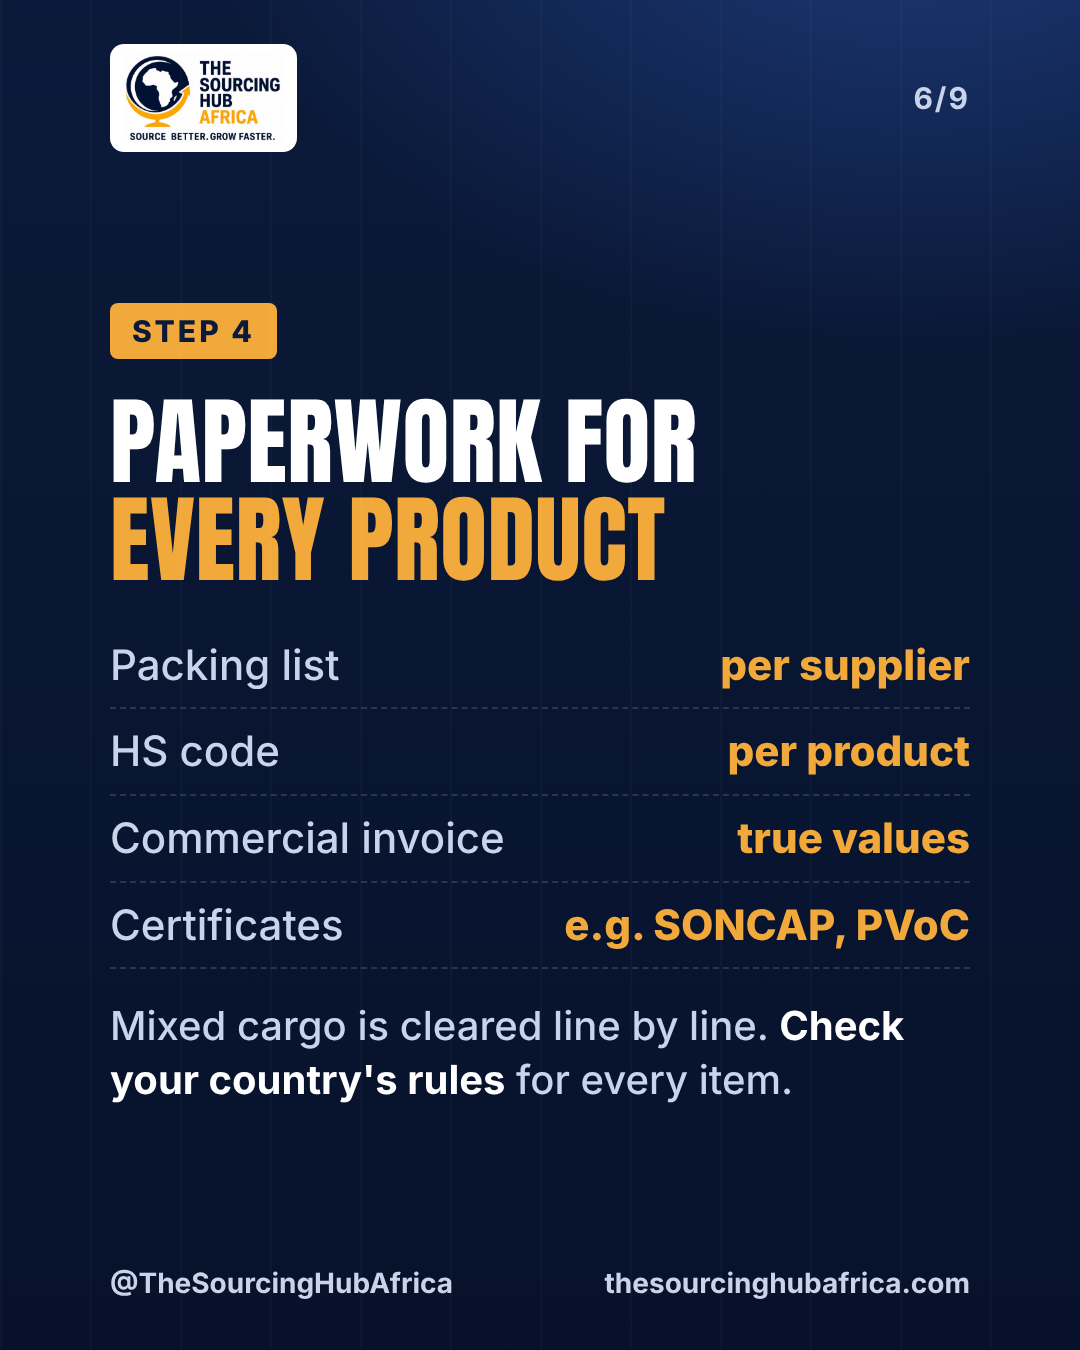 THE
SOURCING
HUB
AFRICA
SOURCE BETTER. GROW FASTER.
6/9
STEP 4
PAPERWORK FOR
EVERY PRODUCT
Packing list per supplier
HS code per product
Commercial invoice true values
Certificates e.g. SONCAP, PVoC
Mixed cargo is cleared line by line. Check
your country's rules for every item.
@TheSourcingHubAfrica thesourcinghubafrica.com